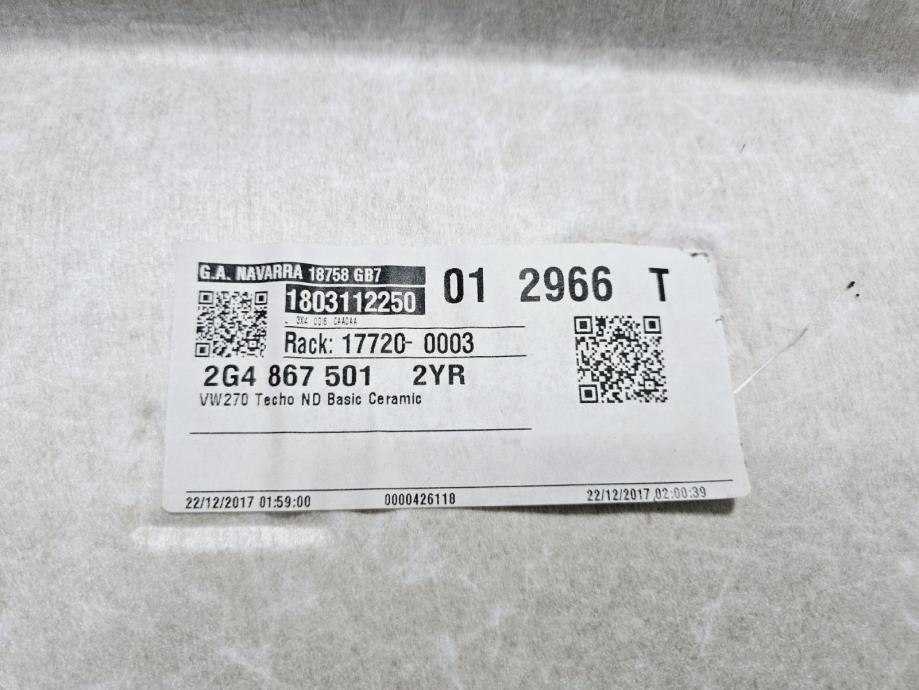 G.A. NAVARRA 18758 GB7
01 2966 T
1803112250
Rack: 17720- 0003
2G4 867 501 2YR
VW270 Techo ND Basic Ceramic
22/12/2017 01:59:00 0000426118 22/12/2017 02:00:39